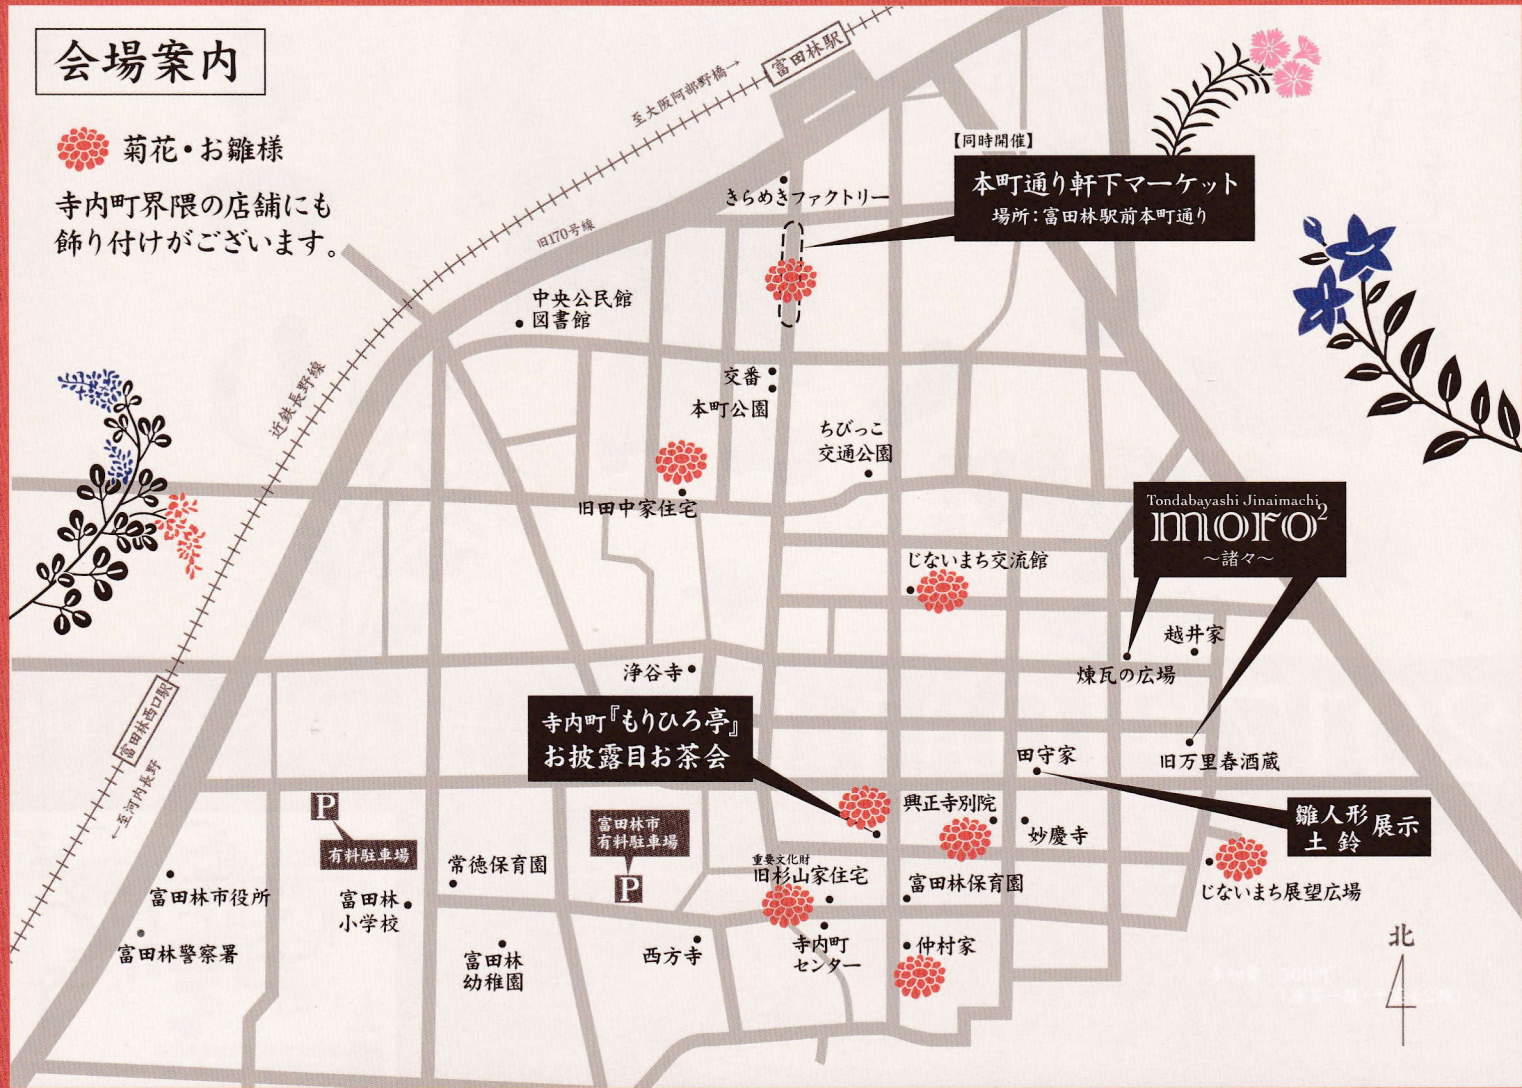 会場案内
菊花・お雛様
寺内町界隈の店舗にも
飾り付けがございます。
至大阪阿部野橋→
富田林駅
旧170号線
近鉄長野線
富田林西口駅
←至河内長野
きらめきファクトリー
【同時開催】
本町通り軒下マーケット
場所:富田林駅前本町通り
中央公民館
図書館
交番
本町公園
ちびっこ
交通公園
旧田中家住宅
Tondabayashi Jinaimachi
moro²
〜諸々〜
じないまち交流館
越井家
煉瓦の広場
浄谷寺
寺内町『もりひろ亭』
お披露目お茶会
田守家
旧万里春酒蔵
興正寺別院
妙慶寺
雛人形
土鈴
展示
じないまち展望広場
P
有料駐車場
富田林市
有料駐車場
P
重要文化財
旧杉山家住宅
富田林保育園
常徳保育園
富田林市役所
富田林
小学校
富田林警察署
富田林
幼稚園
西方寺
寺内町
センター
仲村家
北